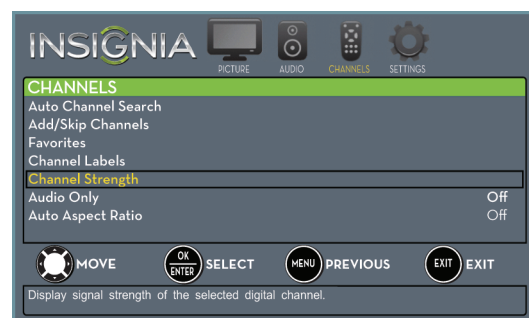 INSIGNIA
PICTURE AUDIO CHANNELS SETTINGS
CHANNELS
Auto Channel Search
Add/Skip Channels
Favorites
Channel Labels
Channel Strength
Audio Only Off
Auto Aspect Ratio Off
MOVE OK ENTER SELECT MENU PREVIOUS EXIT EXIT
Display signal strength of the selected digital channel.